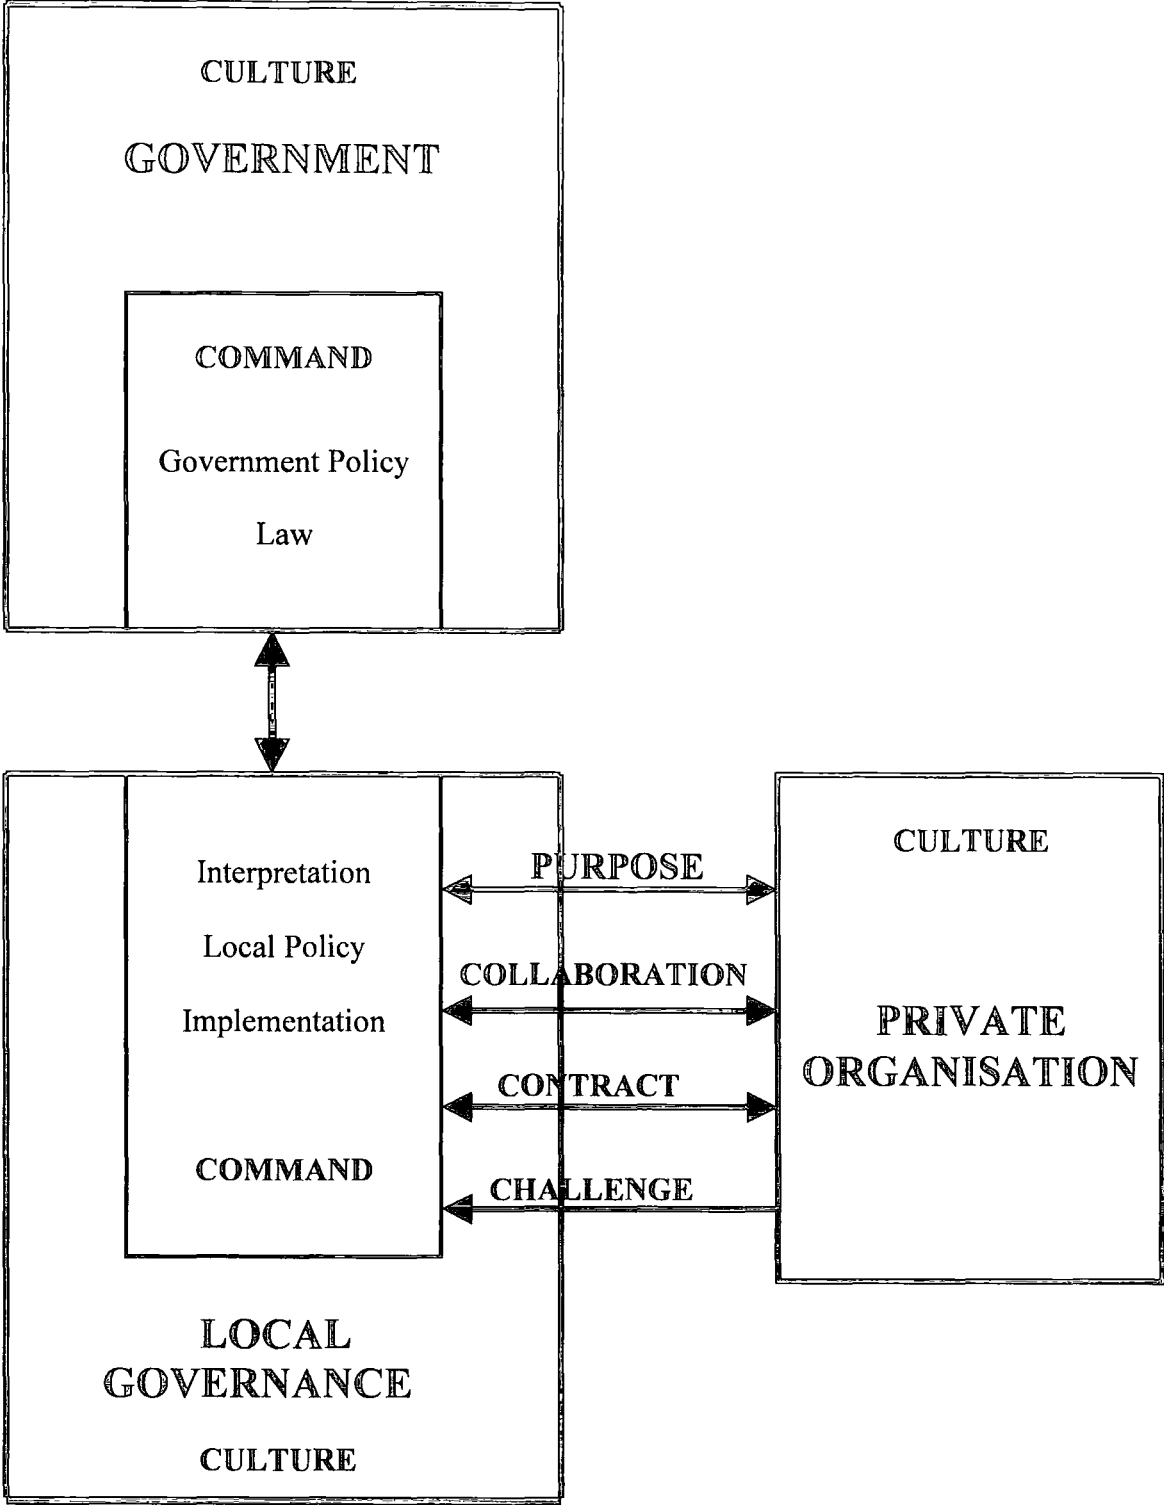 CULTURE
GOVERNMENT
COMMAND
Government Policy
Law
Interpretation
Local Policy
Implementation
COMMAND
LOCAL
GOVERNANCE
CULTURE
PURPOSE
COLLABORATION
CONTRACT
CHALLENGE
CULTURE
PRIVATE
ORGANISATION